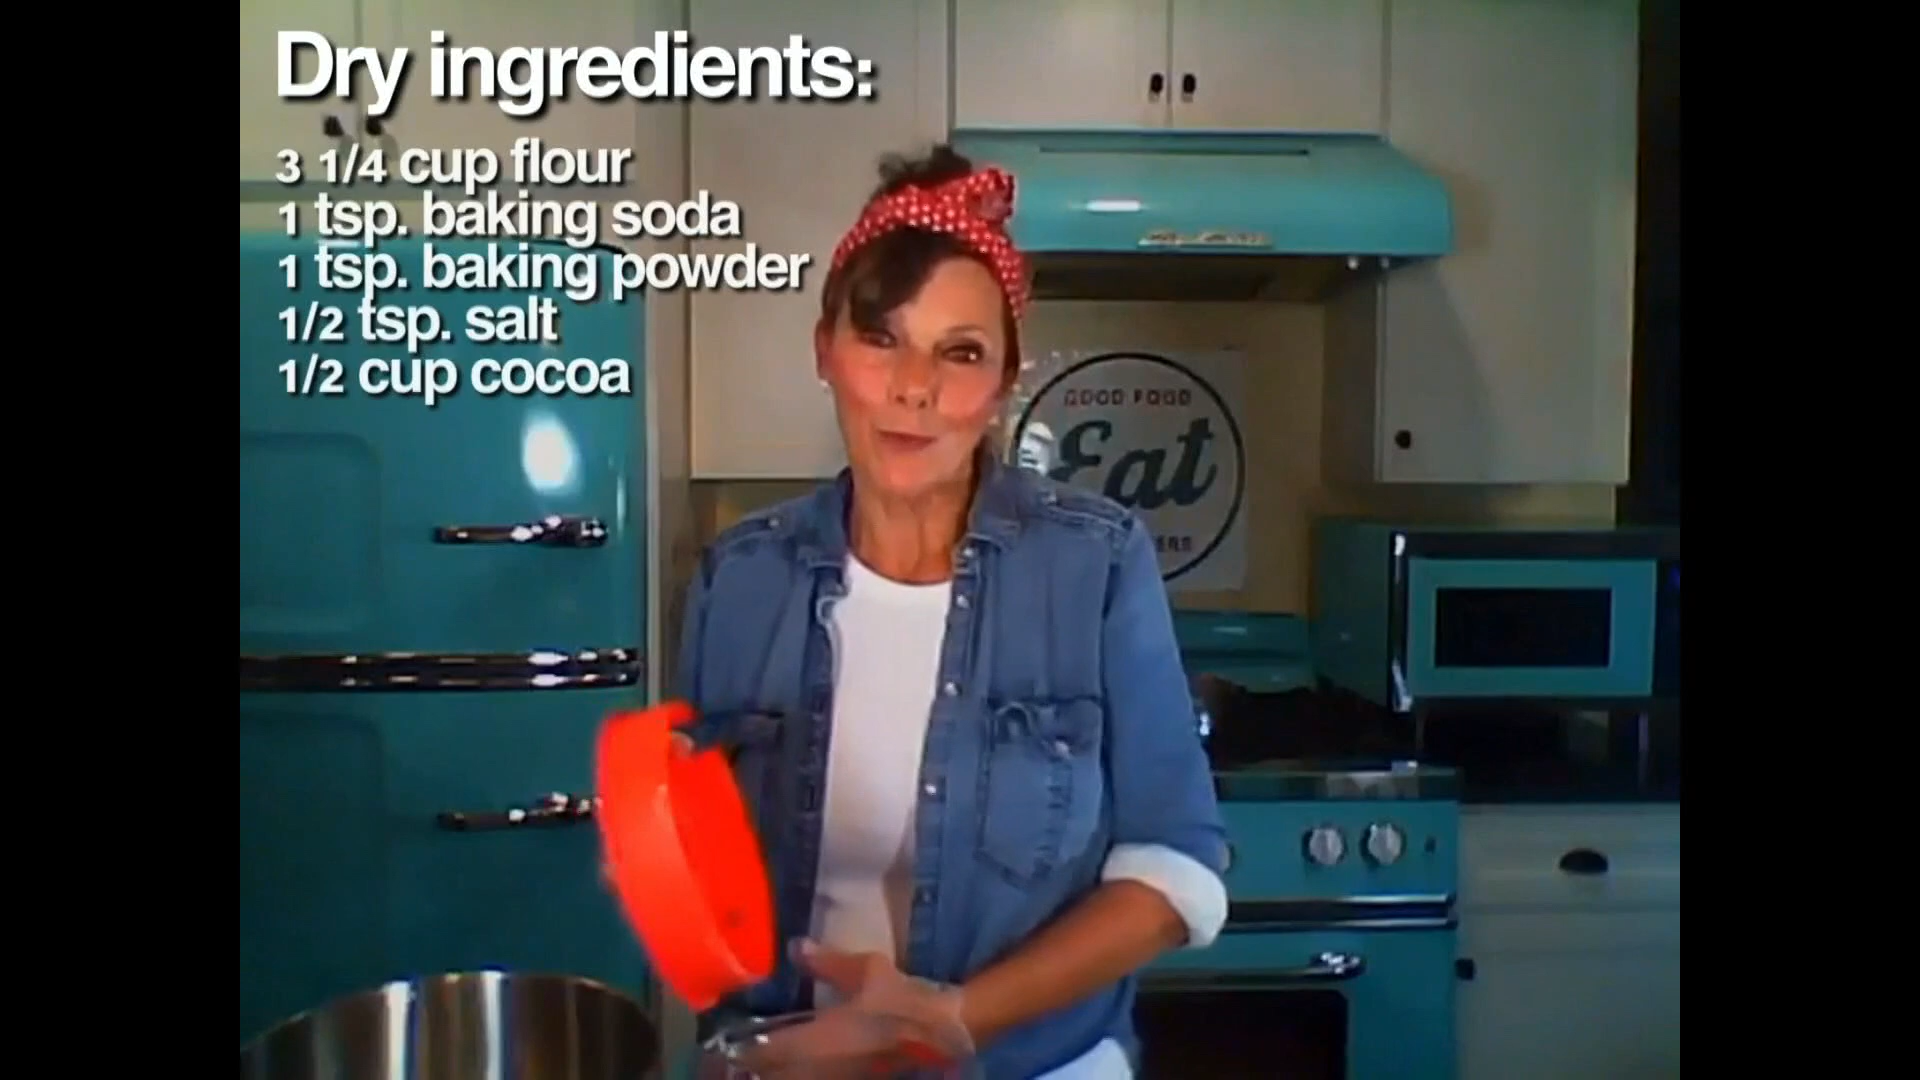 Dry ingredients:
3 1/4 cup flour
1 tsp. baking soda
1 tsp. baking powder
1/2 tsp. salt
1/2 cup cocoa
GOOD FOOD
Eat